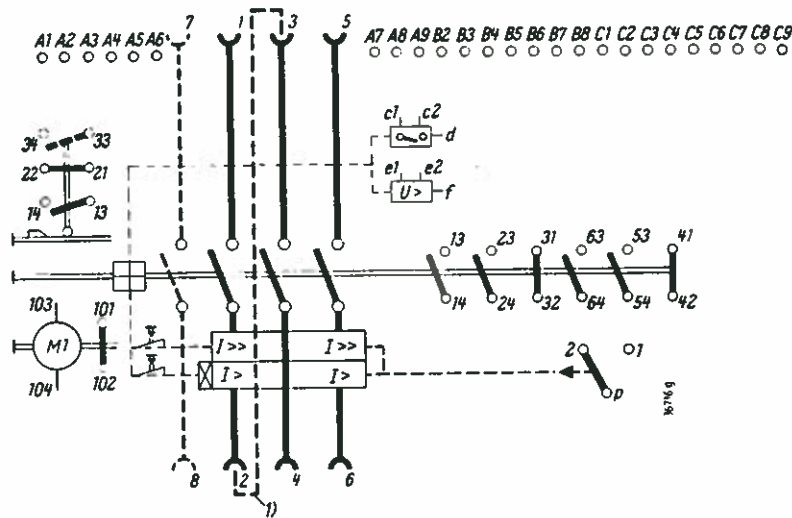 7 1 3 5
A1 A2 A3 A4 A5 A6
A7 A8 A9 B2 B3 B4 B5 B6 B7 B8 C1 C2 C3 C4 C5 C6 C7 C8 C9
c1 c2
d
34 33
e1 e2
22 21
U> f
14 13
13 23 31 63 53 41
14 24 32 64 54 42
103 101
M1 I>> I>>
2 1
104 102
I> I>
p
36746 g
8 2 4 6
1)